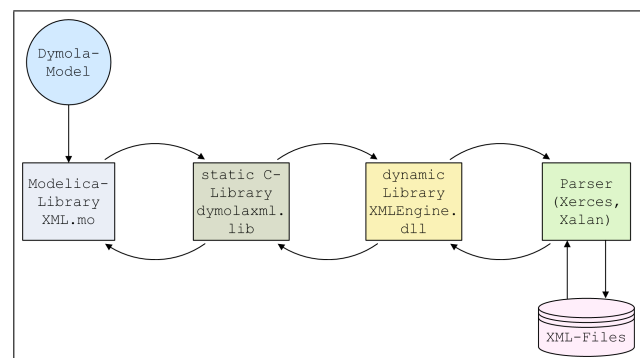 Dymola-
Model
Modelica-
Library
XML.mo
static C-
Library
dymolaxml.
lib
dynamic
Library
XMLEngine.
dll
Parser
(Xerces,
Xalan)
XML-Files